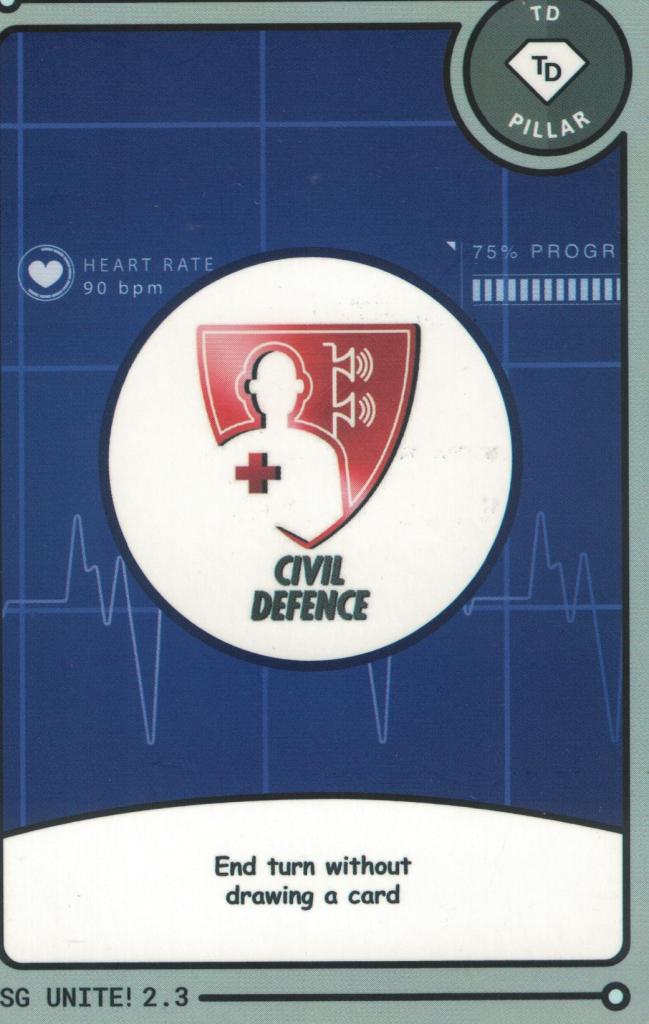 TD
TD
PILLAR
HEART RATE
90 bpm
75% PROGR
CIVIL
DEFENCE
End turn without
drawing a card
SG UNITE! 2.3